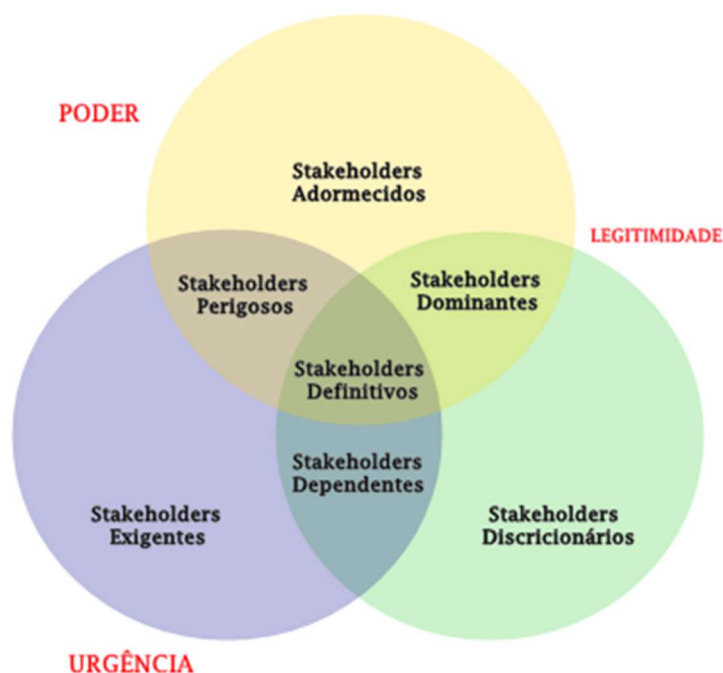 PODER
Stakeholders
Adormecidos
LEGITIMIDADE
Stakeholders
Perigosos
Stakeholders
Dominantes
Stakeholders
Definitivos
Stakeholders
Dependentes
Stakeholders
Exigentes
Stakeholders
Discricionários
URGÊNCIA